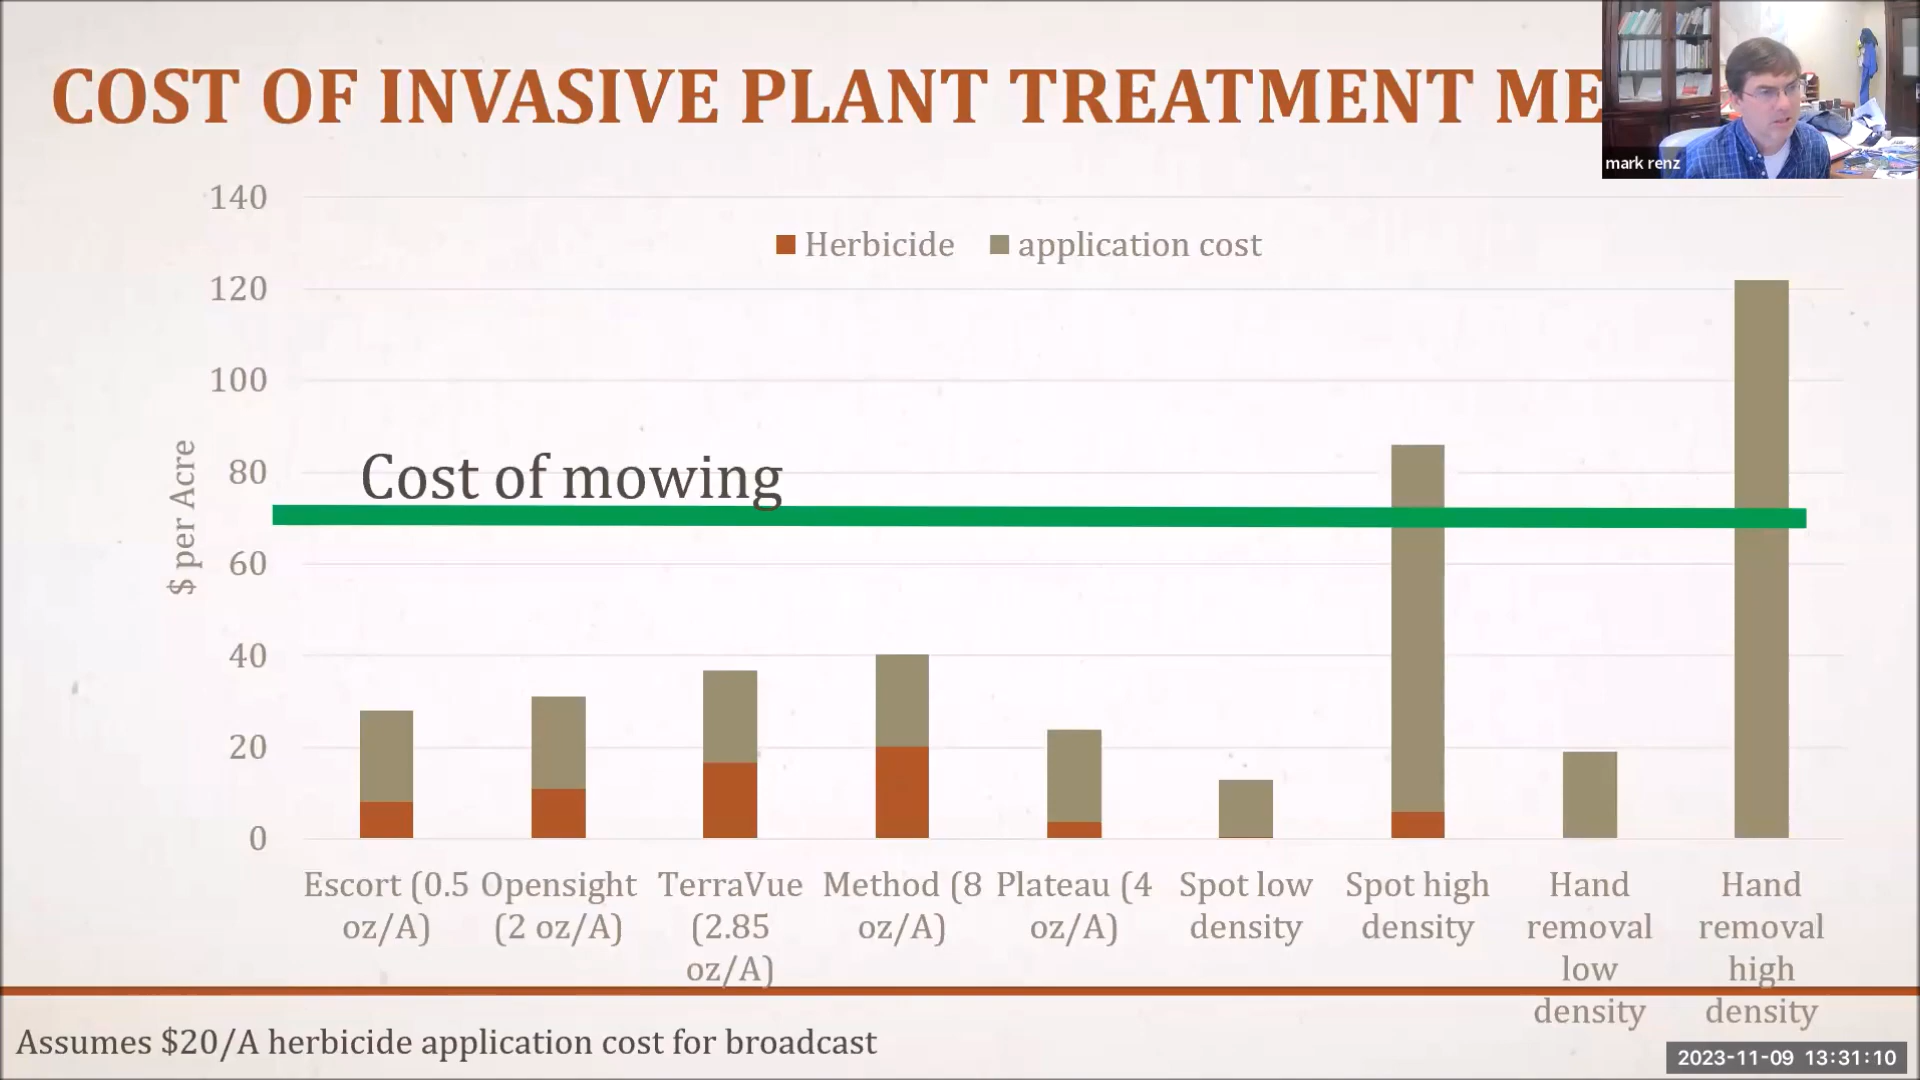 COST OF INVASIVE PLANT TREATMENT ME
mark renz
140
Herbicide application cost
120
100
Cost of mowing
80
$ per Acre
60
40
20
0
Escort (0.5 oz/A)
Opensight (2 oz/A)
TerraVue (2.85 oz/A)
Method (8 oz/A)
Plateau (4 oz/A)
Spot low density
Spot high density
Hand removal low density
Hand removal high density
Assumes $20/A herbicide application cost for broadcast
2023-11-09 13:31:10